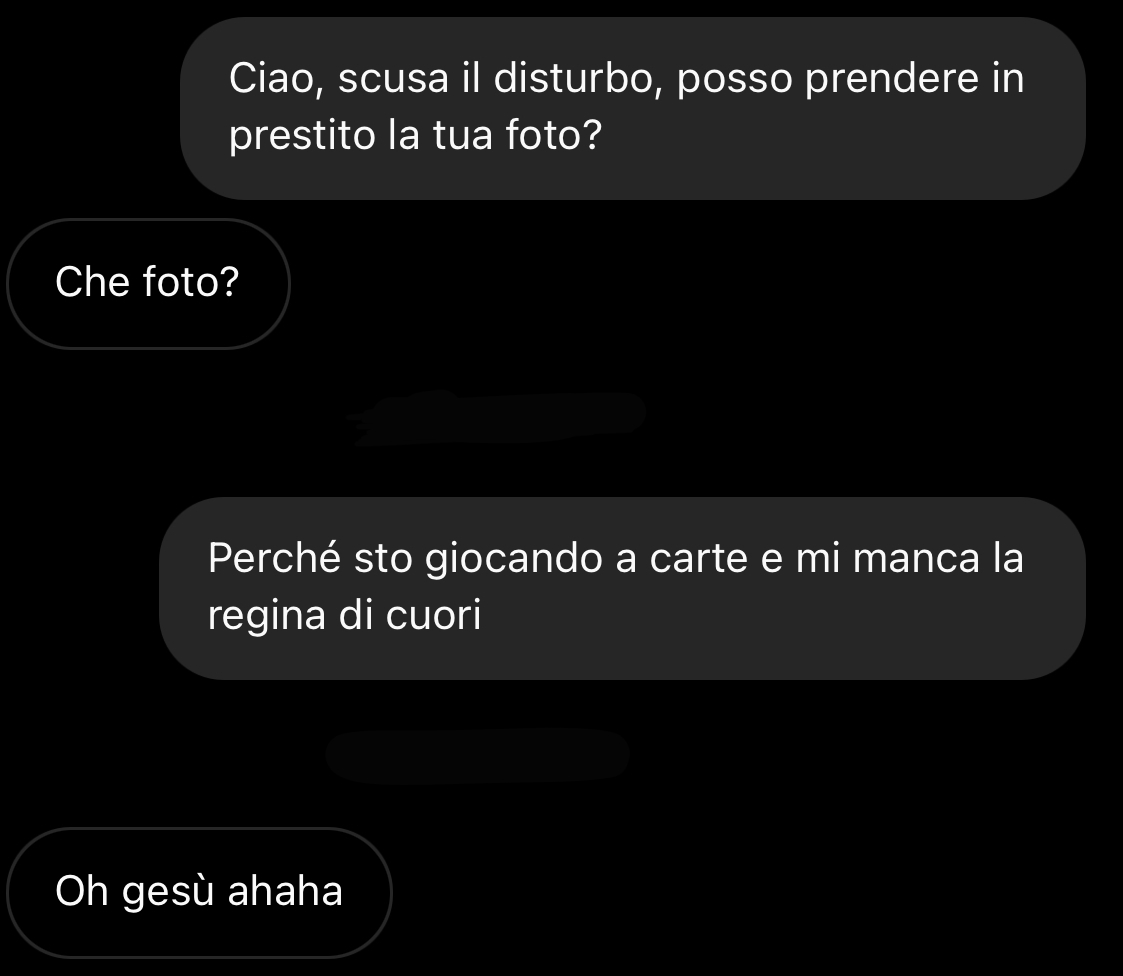 Ciao, scusa il disturbo, posso prendere in
prestito la tua foto?
Che foto?
Perché sto giocando a carte e mi manca la
regina di cuori
Oh gesù ahaha